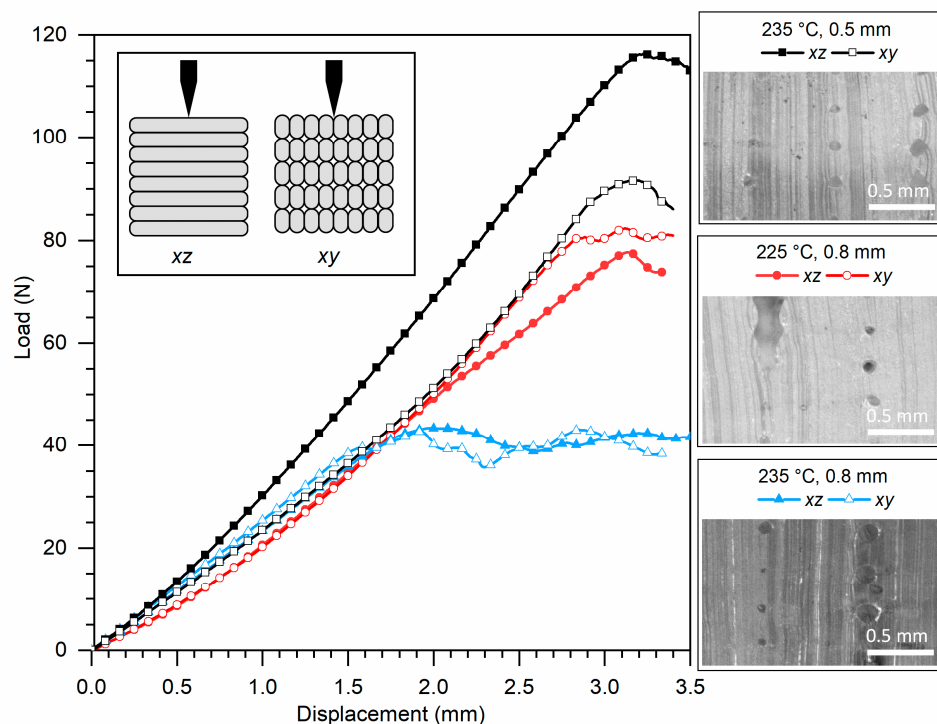 120
100
80
60
40
20
0
Load (N)
0.0 0.5 1.0 1.5 2.0 2.5 3.0 3.5
Displacement (mm)
xz xy
235 °C, 0.5 mm
xz xy
0.5 mm
225 °C, 0.8 mm
xz xy
0.5 mm
235 °C, 0.8 mm
xz xy
0.5 mm